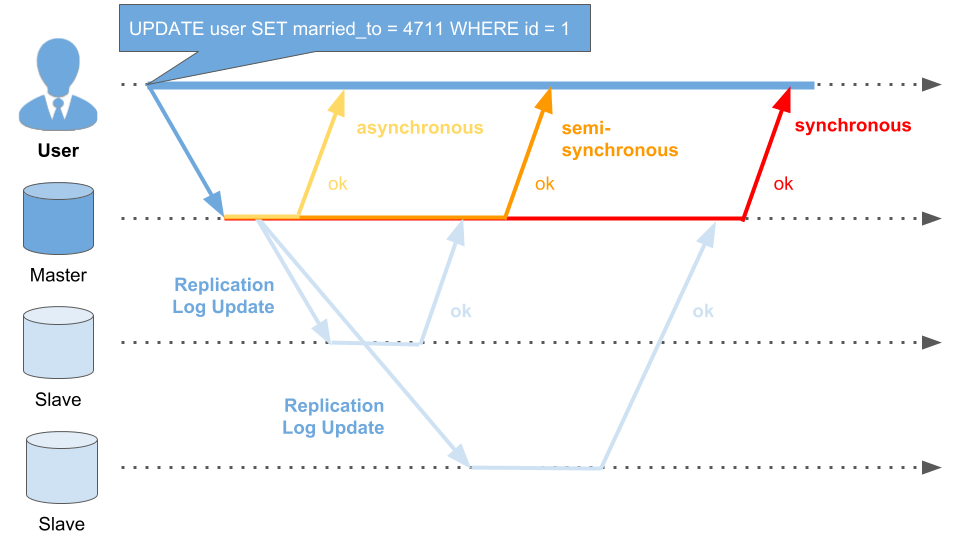 UPDATE user SET married_to = 4711 WHERE id = 1
User
asynchronous
ok
semi-
synchronous
ok
synchronous
ok
Master
Replication
Log Update
ok
ok
Slave
Replication
Log Update
Slave